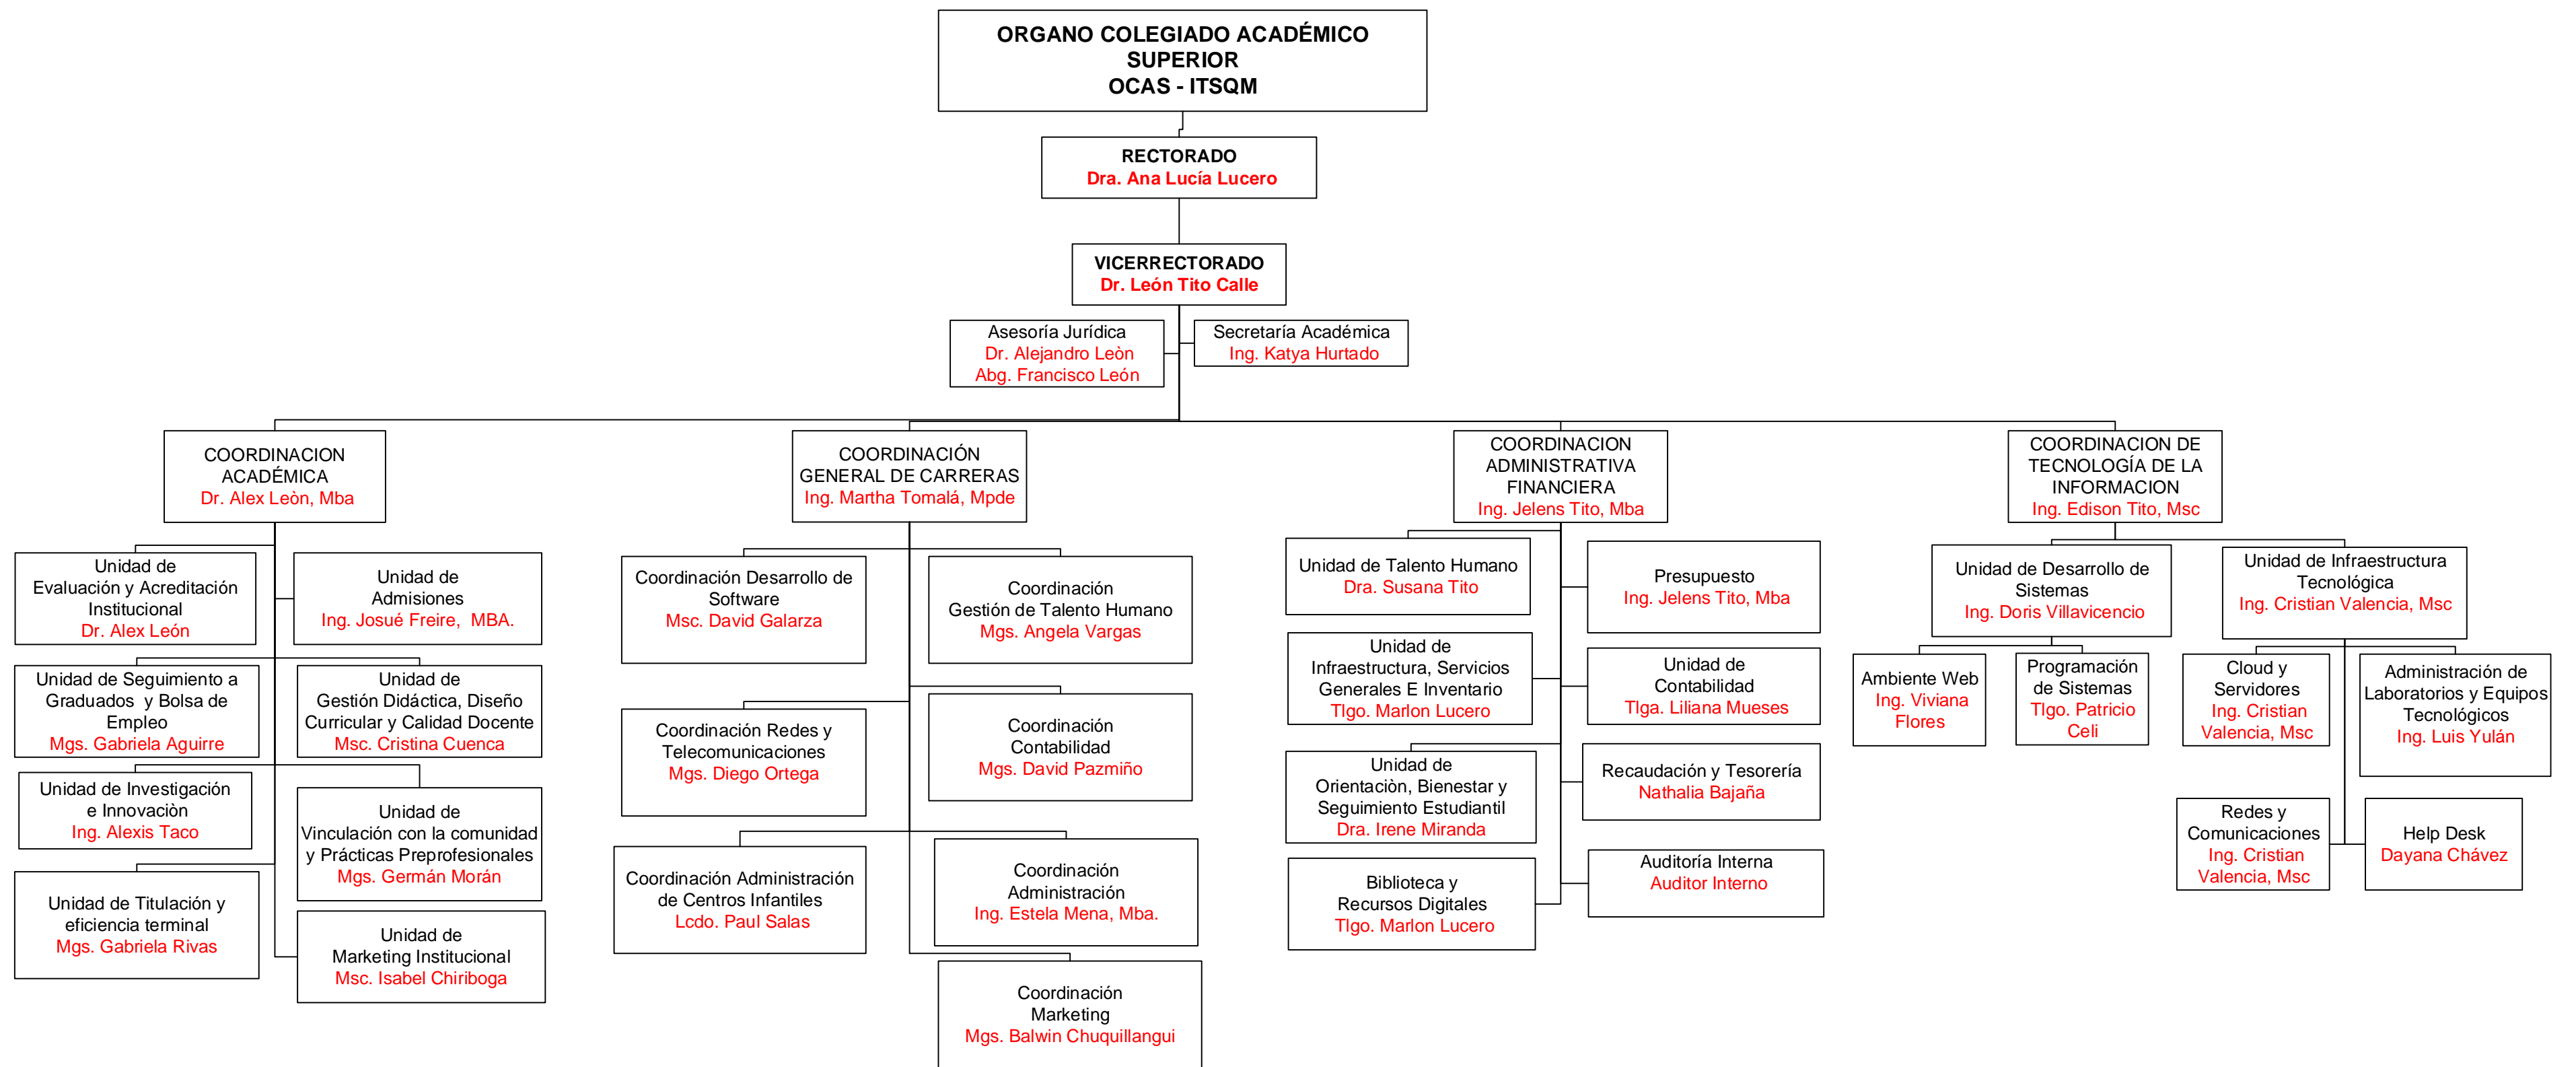 ORGANO COLEGIADO ACADÉMICO
SUPERIOR
OCAS - ITSQM
RECTORADO
Dra. Ana Lucía Lucero
VICERRECTORADO
Dr. León Tito Calle
Asesoría Jurídica
Dr. Alejandro Leòn
Abg. Francisco León
Secretaría Académica
Ing. Katya Hurtado
COORDINACION
ACADÉMICA
Dr. Alex Leòn, Mba
Unidad de
Evaluación y Acreditación
Institucional
Dr. Alex León
Unidad de
Admisiones
Ing. Josué Freire,  MBA.
Unidad de Seguimiento a
Graduados  y Bolsa de
Empleo
Mgs. Gabriela Aguirre
Unidad de
Gestión Didáctica, Diseño
Curricular y Calidad Docente
Msc. Cristina Cuenca
Unidad de Investigación
e Innovaciòn
Ing. Alexis Taco
Unidad de
Vinculación con la comunidad
y Prácticas Preprofesionales
Mgs. Germán Morán
Unidad de Titulación y
eficiencia terminal
Mgs. Gabriela Rivas
Unidad de
Marketing Institucional
Msc. Isabel Chiriboga
COORDINACIÓN
GENERAL DE CARRERAS
Ing. Martha Tomalá, Mpde
Coordinación Desarrollo de
Software
Msc. David Galarza
Coordinación
Gestión de Talento Humano
Mgs. Angela Vargas
Coordinación Redes y
Telecomunicaciones
Mgs. Diego Ortega
Coordinación
Contabilidad
Mgs. David Pazmiño
Coordinación Administración
de Centros Infantiles
Lcdo. Paul Salas
Coordinación
Administración
Ing. Estela Mena, Mba.
Coordinación
Marketing
Mgs. Balwin Chuquillangui
COORDINACION
ADMINISTRATIVA
FINANCIERA
Ing. Jelens Tito, Mba
Unidad de Talento Humano
Dra. Susana Tito
Presupuesto
Ing. Jelens Tito, Mba
Unidad de
Infraestructura, Servicios
Generales E Inventario
Tlgo. Marlon Lucero
Unidad de
Contabilidad
Tlga. Liliana Mueses
Unidad de
Orientaciòn, Bienestar y
Seguimiento Estudiantil
Dra. Irene Miranda
Recaudación y Tesorería
Nathalia Bajaña
Biblioteca y
Recursos Digitales
Tlgo. Marlon Lucero
Auditoría Interna
Auditor Interno
COORDINACION DE
TECNOLOGÍA DE LA
INFORMACION
Ing. Edison Tito, Msc
Unidad de Desarrollo de
Sistemas
Ing. Doris Villavicencio
Unidad de Infraestructura
Tecnológica
Ing. Cristian Valencia, Msc
Ambiente Web
Ing. Viviana
Flores
Programación
de Sistemas
Tlgo. Patricio
Celi
Cloud y
Servidores
Ing. Cristian
Valencia, Msc
Administración de
Laboratorios y Equipos
Tecnológicos
Ing. Luis Yulán
Redes y
Comunicaciones
Ing. Cristian
Valencia, Msc
Help Desk
Dayana Chávez